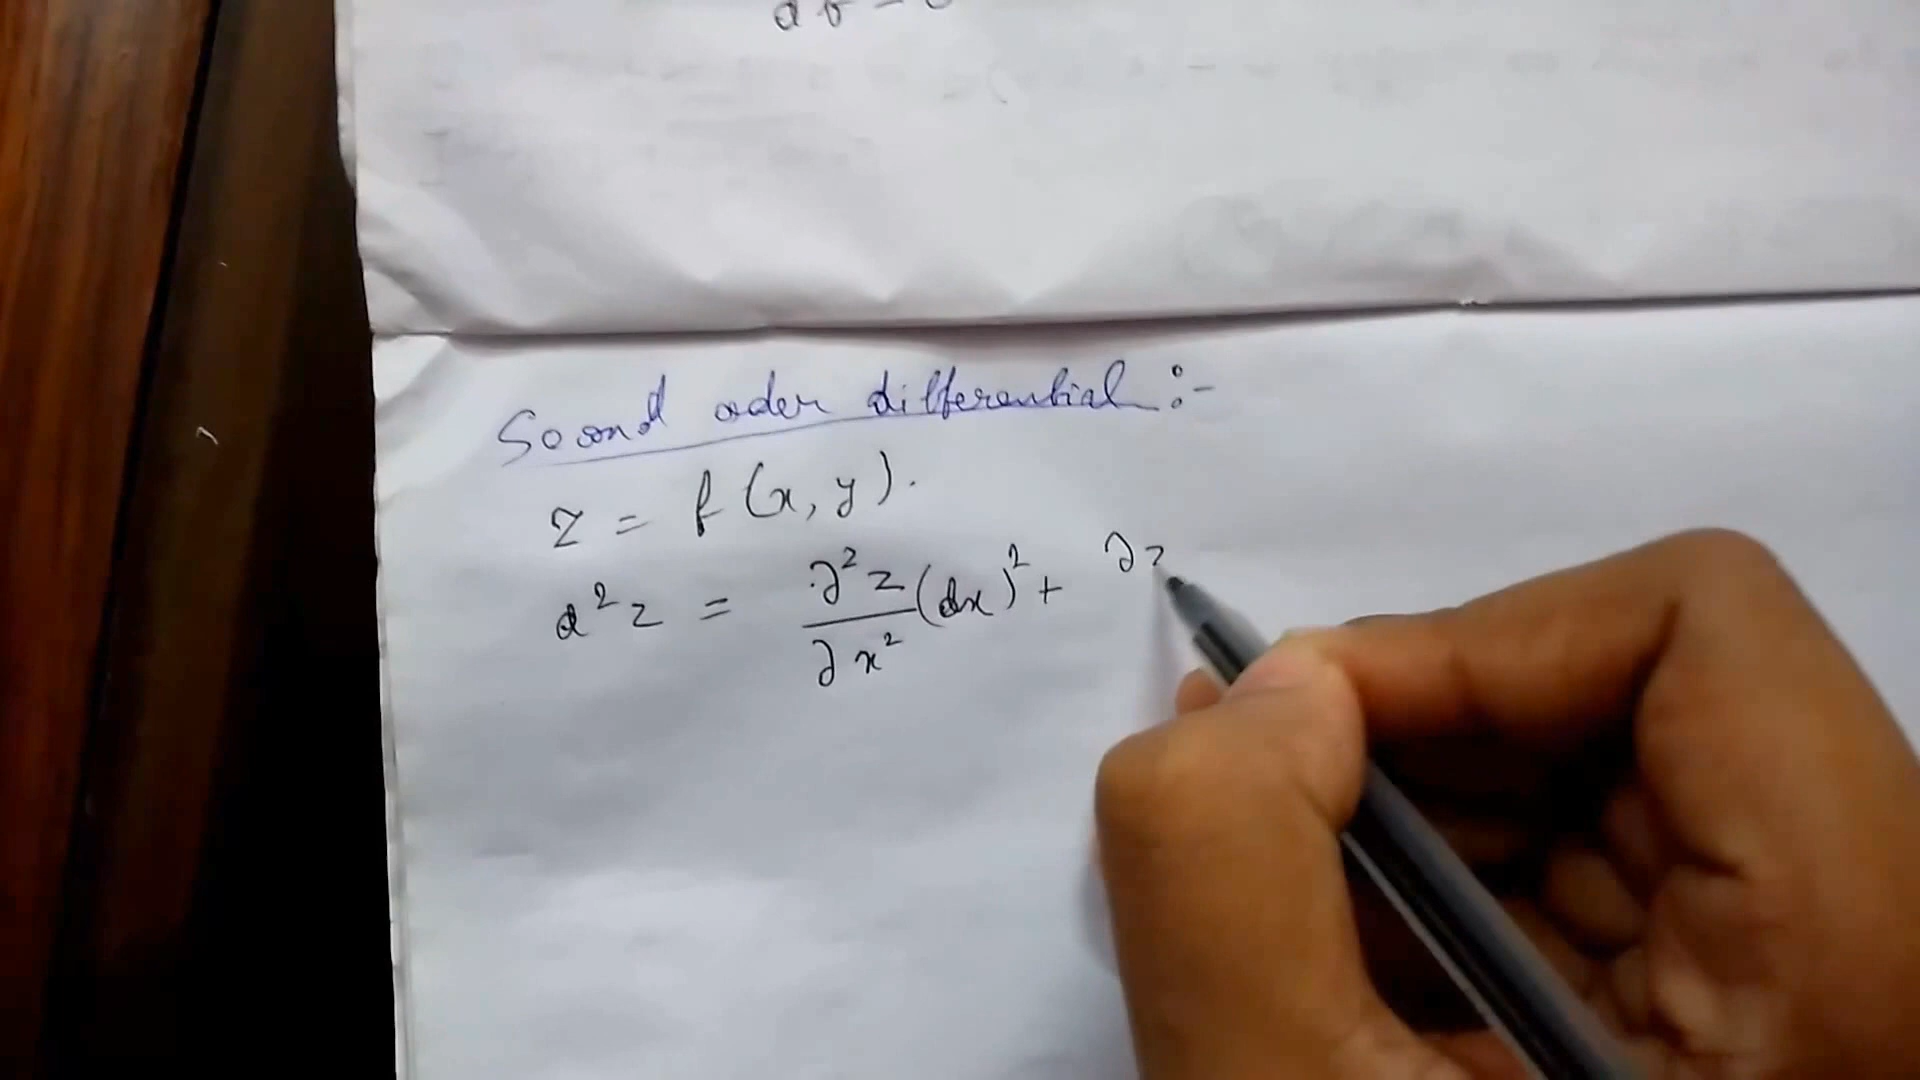 Second order differential :-
z = f(x, y).
d²z = ∂²z/∂x² (dx)² + ∂z